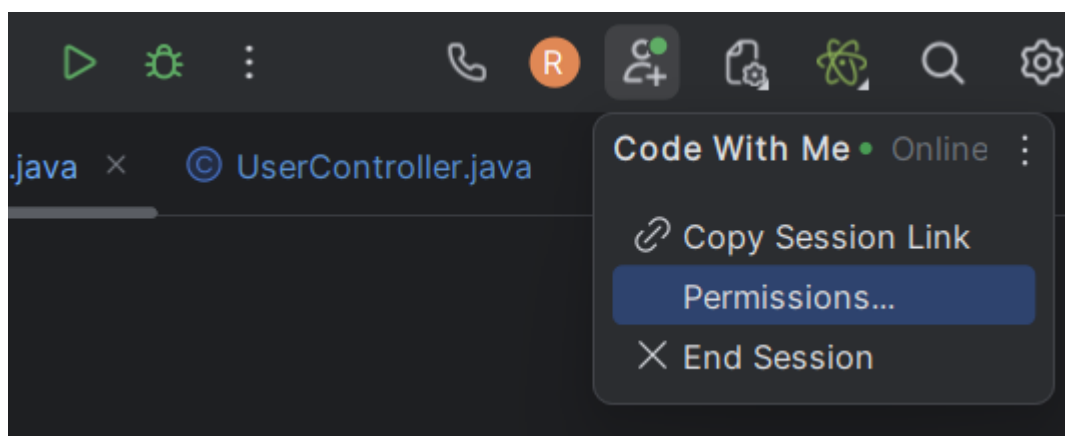 R
Code With Me Online
.java UserController.java
Copy Session Link
Permissions...
End Session